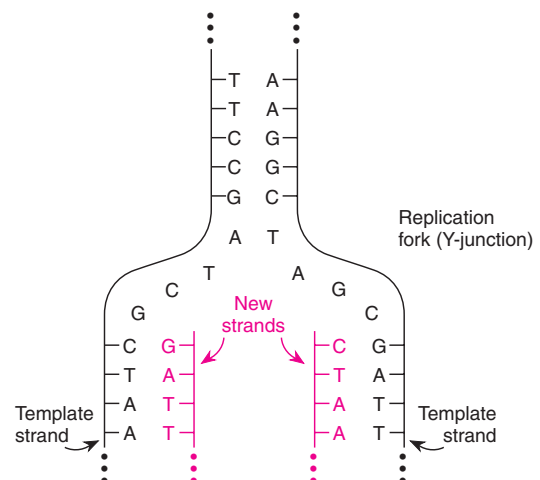 T A
T A
C G
C G
G C
Replication
fork (Y-junction)
A T
T A
C G
New
strands
G C
C G C G
T A T A
A T A T
Template
strand
Template
strand
A T A T